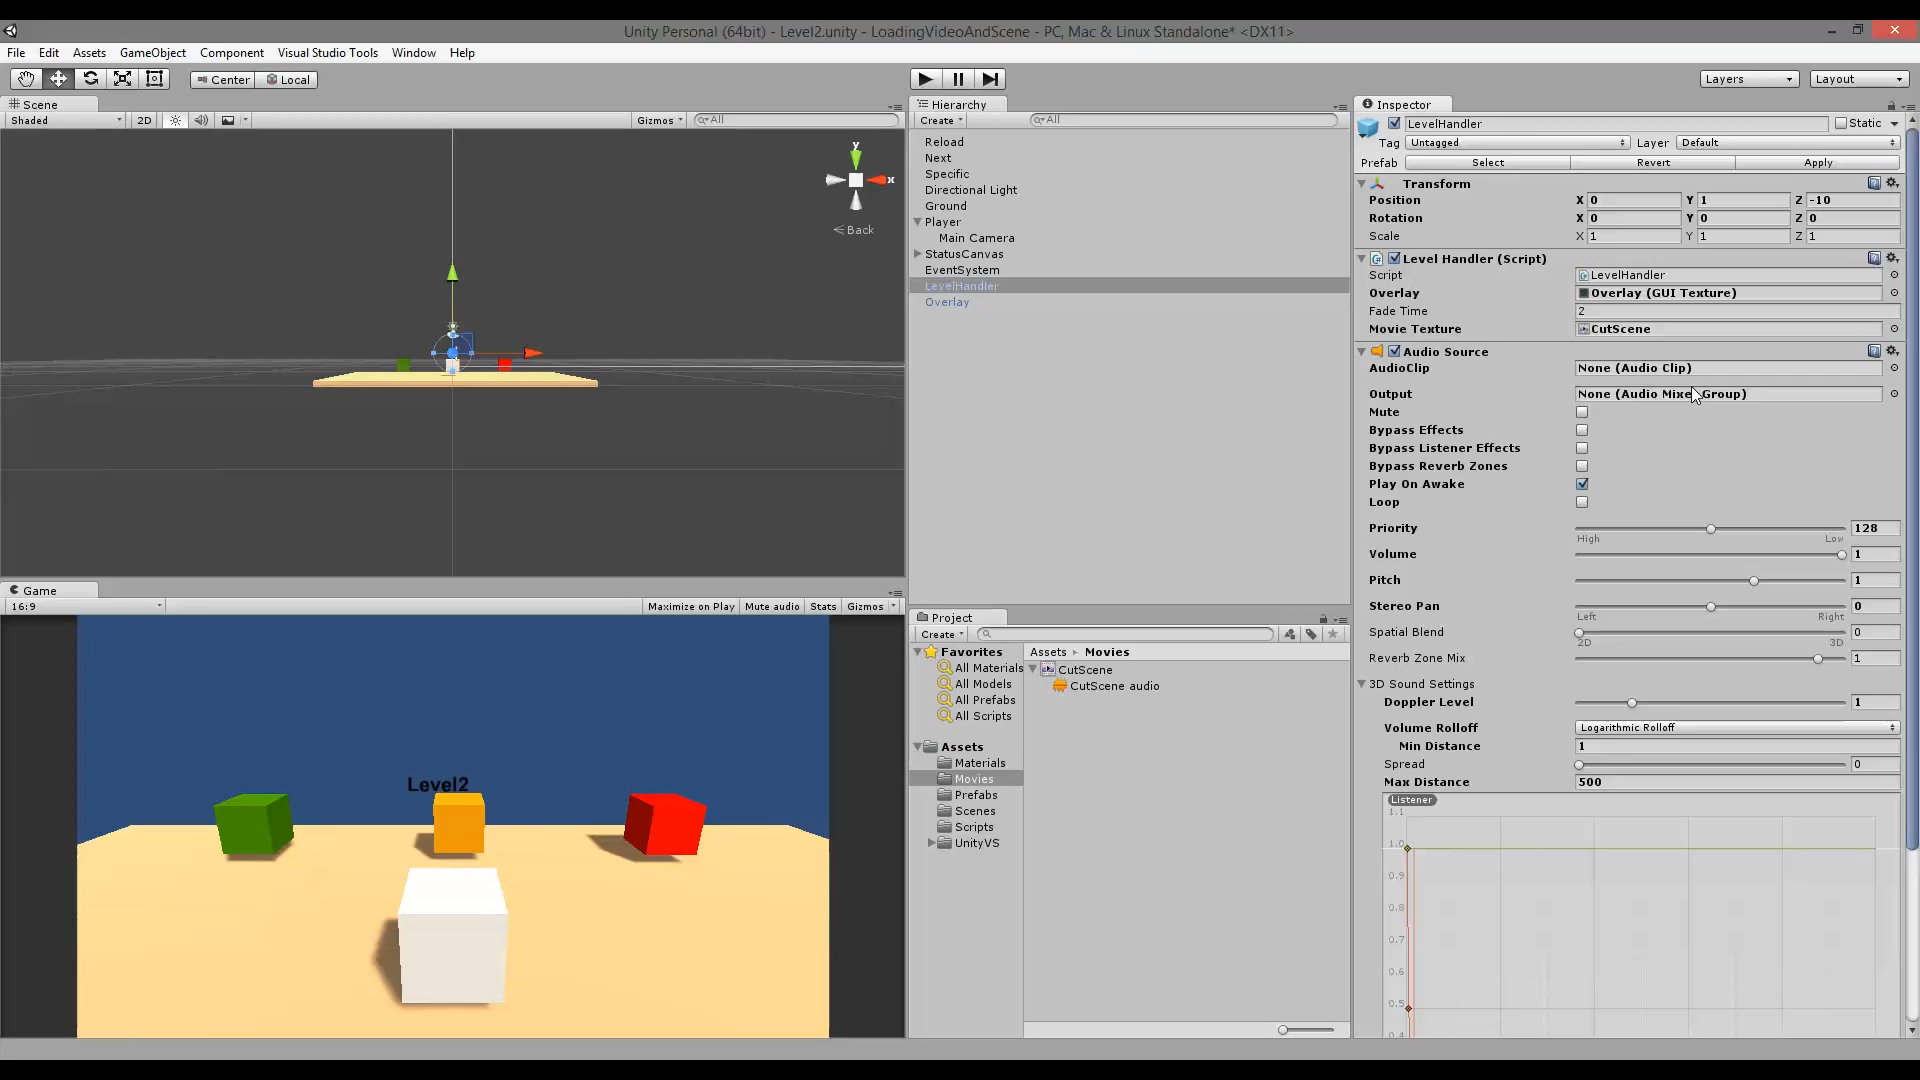 Unity Personal (64bit) - Level2.unity - LoadingVideoAndScene - PC, Mac & Linux Standalone* <DX11>
File Edit Assets GameObject Component Visual Studio Tools Window Help
Center Local Layers Layout
Scene
Shaded 2D Gizmos All
y
x
Back
Game
16:9 Maximize on Play Mute audio Stats Gizmos
Level2
Hierarchy
Create All
Reload
Next
Specific
Directional Light
Ground
Player
Main Camera
StatusCanvas
EventSystem
LevelHandler
Overlay
Project
Create
Favorites
All Materials
All Models
All Prefabs
All Scripts
Assets
Materials
Movies
Prefabs
Scenes
Scripts
UnityVS
Assets Movies
CutScene
CutScene audio
Inspector
LevelHandler Static
Tag Untagged Layer Default
Prefab Select Revert Apply
Transform
Position X 0 Y 1 Z -10
Rotation X 0 Y 0 Z 0
Scale X 1 Y 1 Z 1
Level Handler (Script)
Script LevelHandler
Overlay Overlay (GUI Texture)
Fade Time 2
Movie Texture CutScene
Audio Source
AudioClip None (Audio Clip)
Output None (Audio Mixer Group)
Mute
Bypass Effects
Bypass Listener Effects
Bypass Reverb Zones
Play On Awake
Loop
Priority 128
High Low
Volume 1
Pitch 1
Stereo Pan 0
Left Right
Spatial Blend 0
2D 3D
Reverb Zone Mix 1
3D Sound Settings
Doppler Level 1
Volume Rolloff Logarithmic Rolloff
Min Distance 1
Spread 0
Max Distance 500
Listener
1.1
1.0
0.9
0.8
0.7
0.6
0.5
0.4